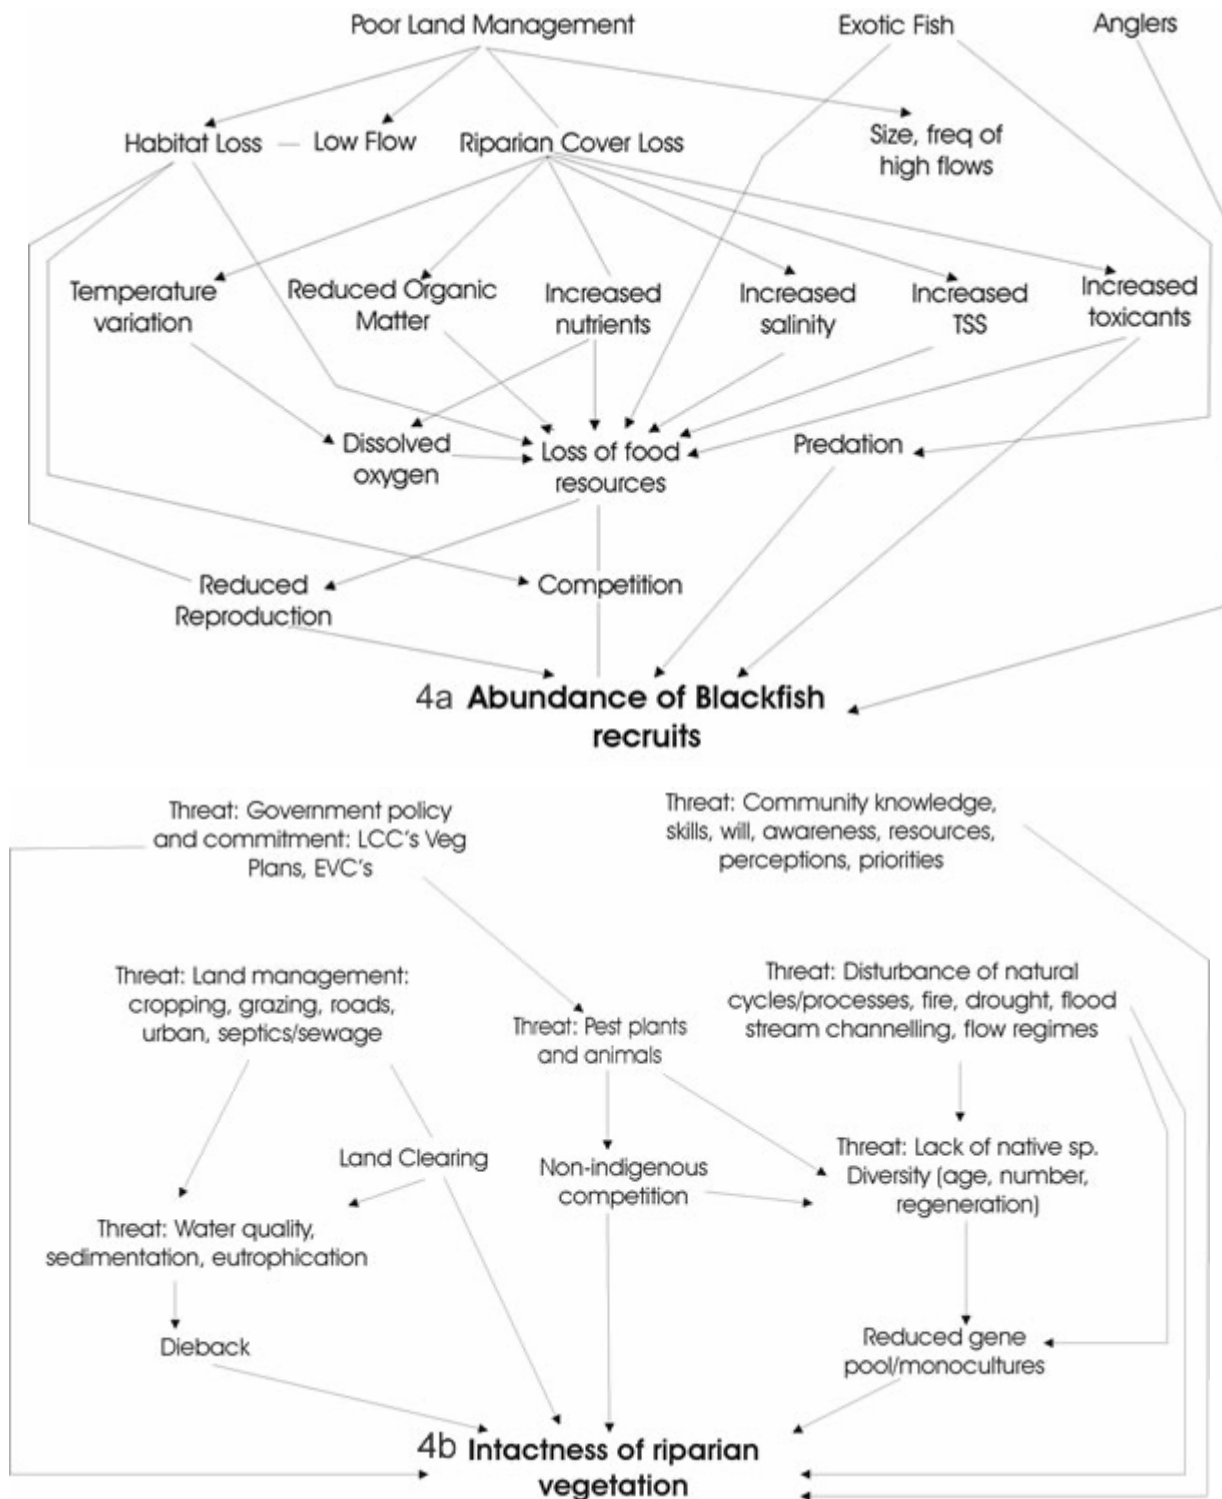 Poor Land Management
Exotic Fish
Anglers
Habitat Loss
Low Flow
Riparian Cover Loss
Size, freq of
high flows
Temperature
variation
Reduced Organic
Matter
Increased
nutrients
Increased
salinity
Increased
TSS
Increased
toxicants
Dissolved
oxygen
Loss of food
resources
Predation
Reduced
Reproduction
Competition
4a Abundance of Blackfish
recruits
Threat: Government policy
and commitment: LCC's Veg
Plans, EVC's
Threat: Community knowledge,
skills, will, awareness, resources,
perceptions, priorities
Threat: Land management:
cropping, grazing, roads,
urban, septics/sewage
Threat: Pest plants
and animals
Threat: Disturbance of natural
cycles/processes, fire, drought, flood
stream channelling, flow regimes
Land Clearing
Non-indigenous
competition
Threat: Lack of native sp.
Diversity (age, number,
regeneration)
Threat: Water quality,
sedimentation, eutrophication
Dieback
Reduced gene
pool/monocultures
4b Intactness of riparian
vegetation